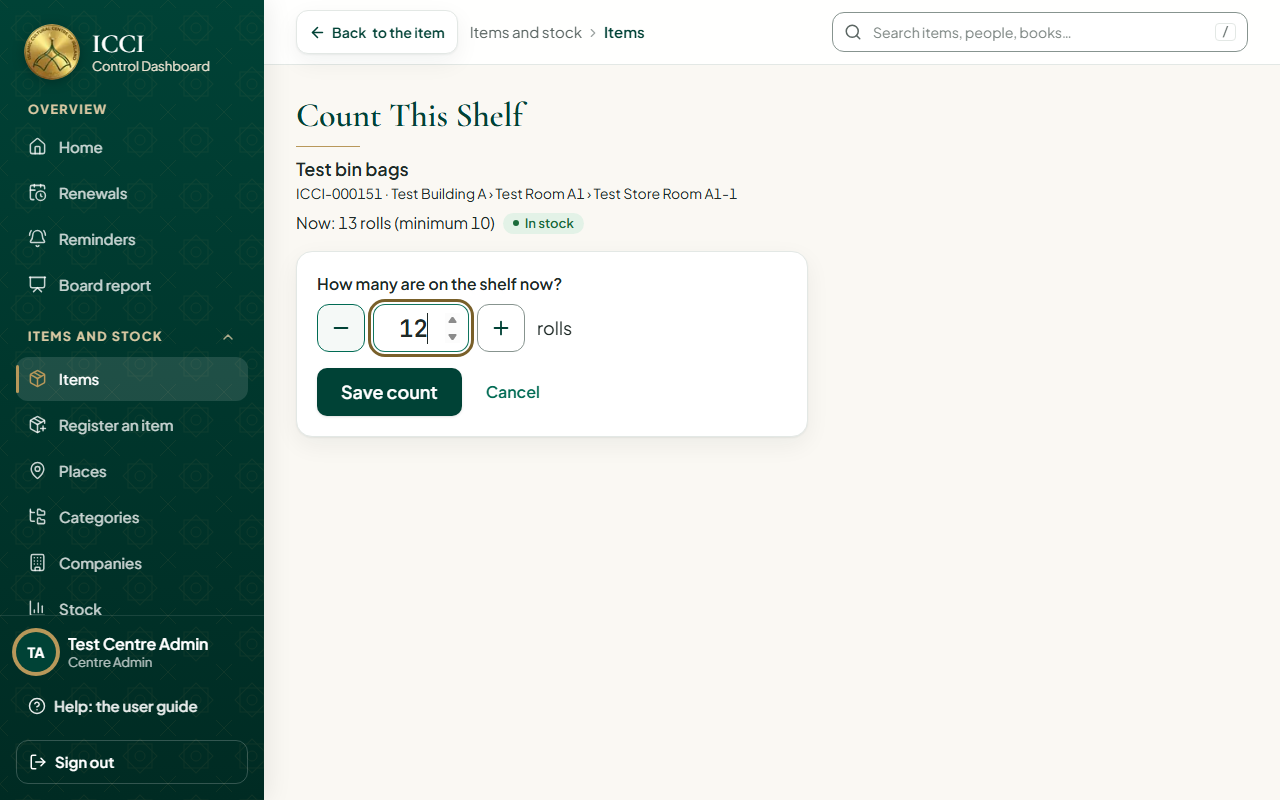 ICCI
Control Dashboard
OVERVIEW
Home
Renewals
Reminders
Board report
ITEMS AND STOCK
Items
Register an item
Places
Categories
Companies
Stock
TA
Test Centre Admin
Centre Admin
Help: the user guide
Sign out
Back to the item
Items and stock › Items
Search items, people, books...
/
Count This Shelf
Test bin bags
ICCI-000151 · Test Building A › Test Room A1 › Test Store Room A1-1
Now: 13 rolls (minimum 10)
In stock
How many are on the shelf now?
− 12 + rolls
Save count
Cancel